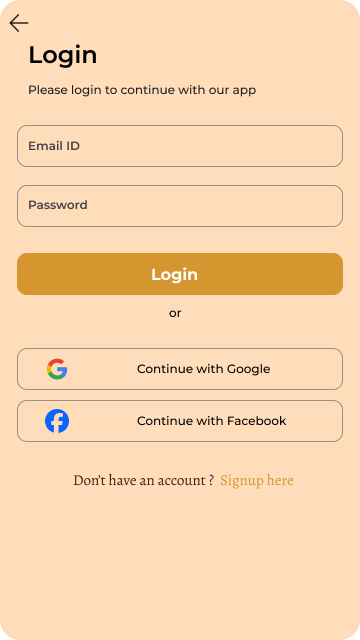 Login
Please login to continue with our app
Email ID
Password
Login
or
Continue with Google
Continue with Facebook
Don't have an account ? Signup here